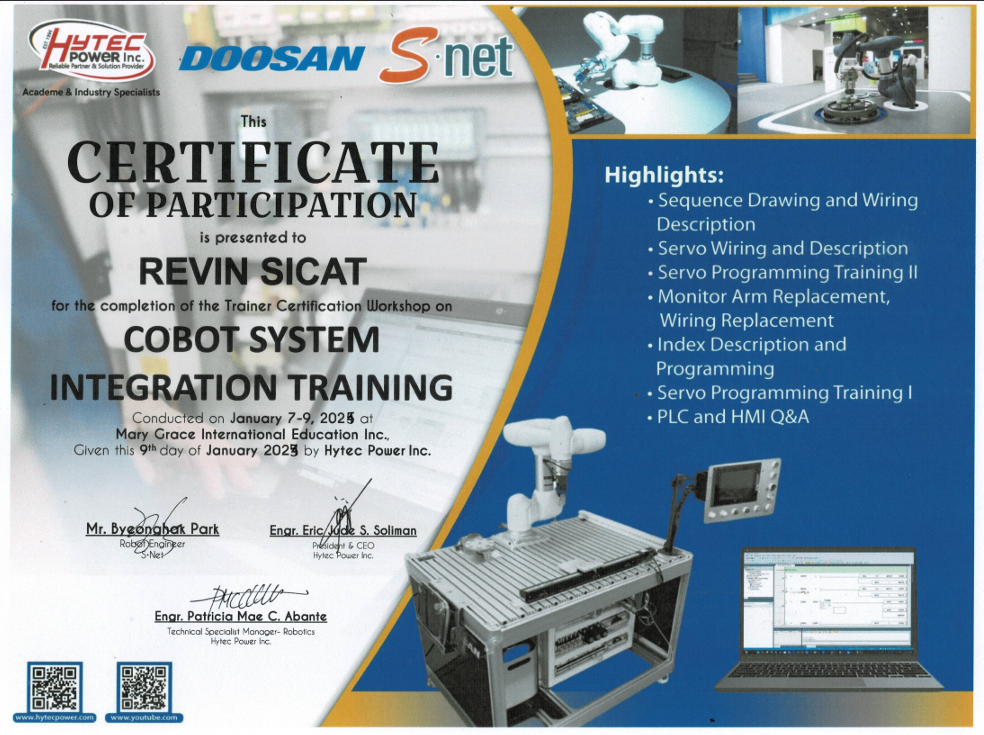 HYTEC
POWER Inc.
EST 1996
Reliable Partner & Solution Provider
Academe & Industry Specialists
DOOSAN
S·net
This
CERTIFICATE
OF PARTICIPATION
is presented to
REVIN SICAT
for the completion of the Trainer Certification Workshop on
COBOT SYSTEM
INTEGRATION TRAINING
Conducted on January 7-9, at
Mary Grace International Education Inc.,
Given this 9th day of January by Hytec Power Inc.
Mr. Byeonghak Park
Robot Engineer
S-Net
Engr. Eric Jude S. Soliman
President & CEO
Hytec Power Inc.
Engr. Patricia Mae C. Abante
Technical Specialist Manager- Robotics
Hytec Power Inc.
www.hytecpower.com
www.youtube.com
Highlights:
• Sequence Drawing and Wiring
Description
• Servo Wiring and Description
• Servo Programming Training II
• Monitor Arm Replacement,
Wiring Replacement
• Index Description and
Programming
• Servo Programming Training I
• PLC and HMI Q&A